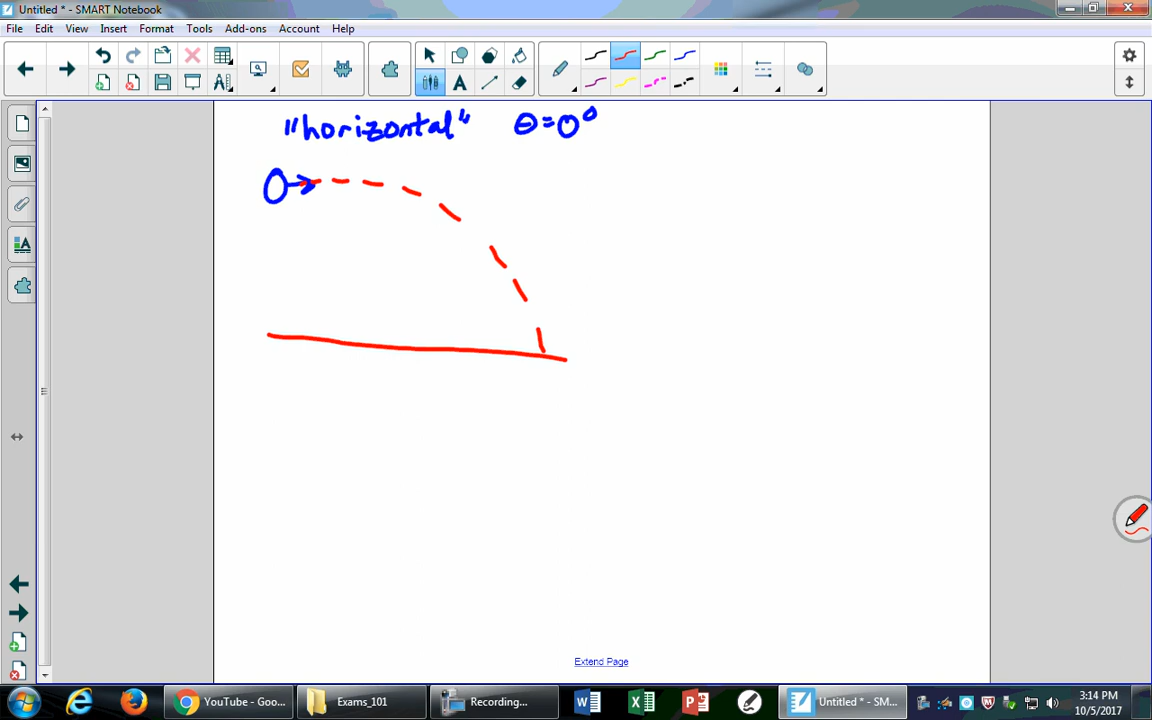 Untitled * - SMART Notebook
File Edit View Insert Format Tools Add-ons Account Help
"horizontal" θ=0°
Extend Page
YouTube - Goo...
Exams_101
Recording...
Untitled * - SM...
3:14 PM
10/5/2017